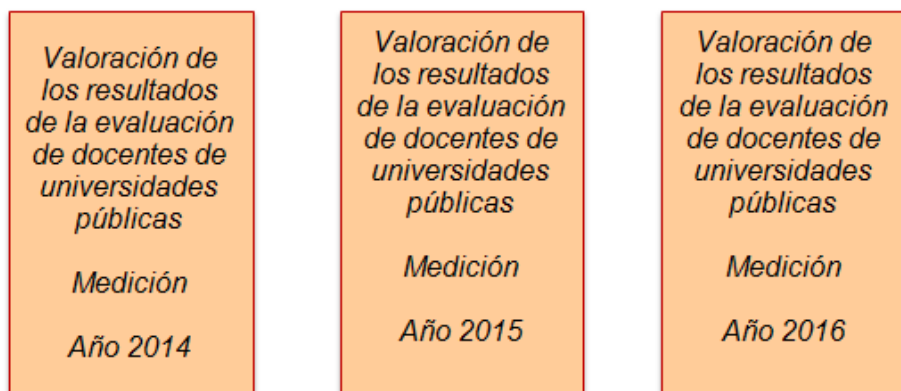 Valoración de
los resultados
de la evaluación
de docentes de
universidades
públicas
Medición
Año 2014
Valoración de
los resultados
de la evaluación
de docentes de
universidades
públicas
Medición
Año 2015
Valoración de
los resultados
de la evaluación
de docentes de
universidades
públicas
Medición
Año 2016